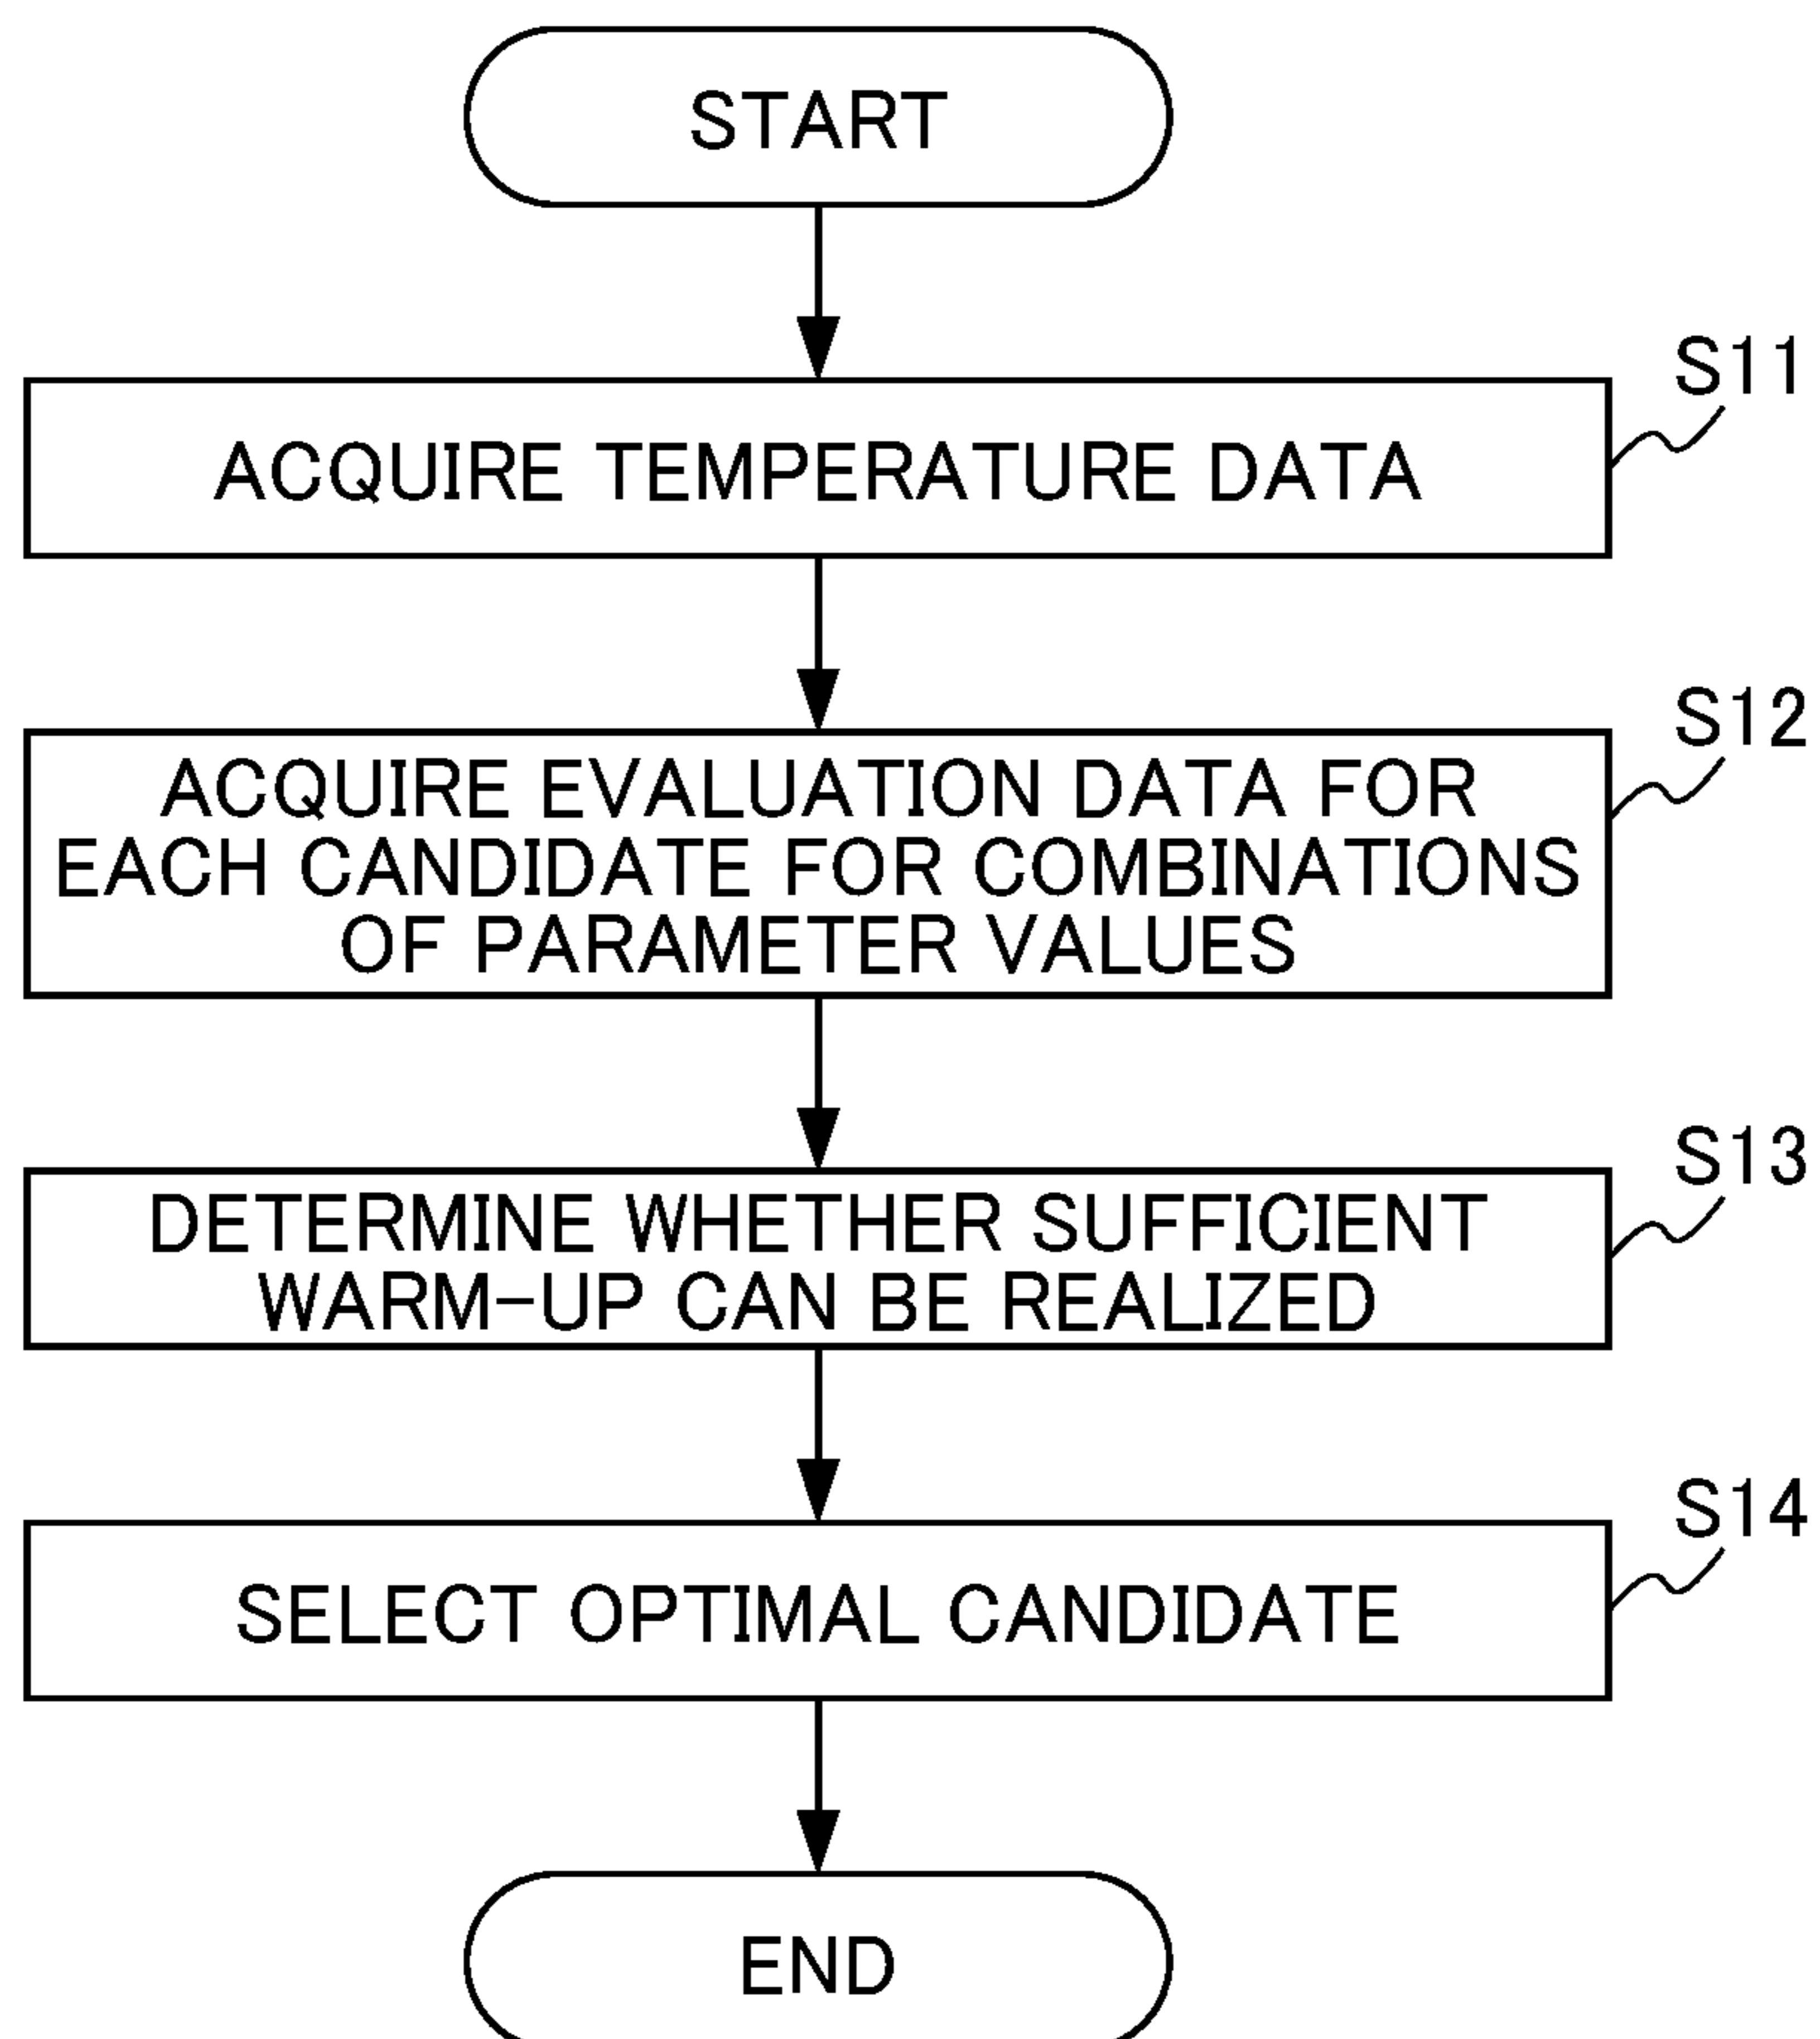 START
S11
ACQUIRE TEMPERATURE DATA
S12
ACQUIRE EVALUATION DATA FOR
EACH CANDIDATE FOR COMBINATIONS
OF PARAMETER VALUES
S13
DETERMINE WHETHER SUFFICIENT
WARM-UP CAN BE REALIZED
S14
SELECT OPTIMAL CANDIDATE
END